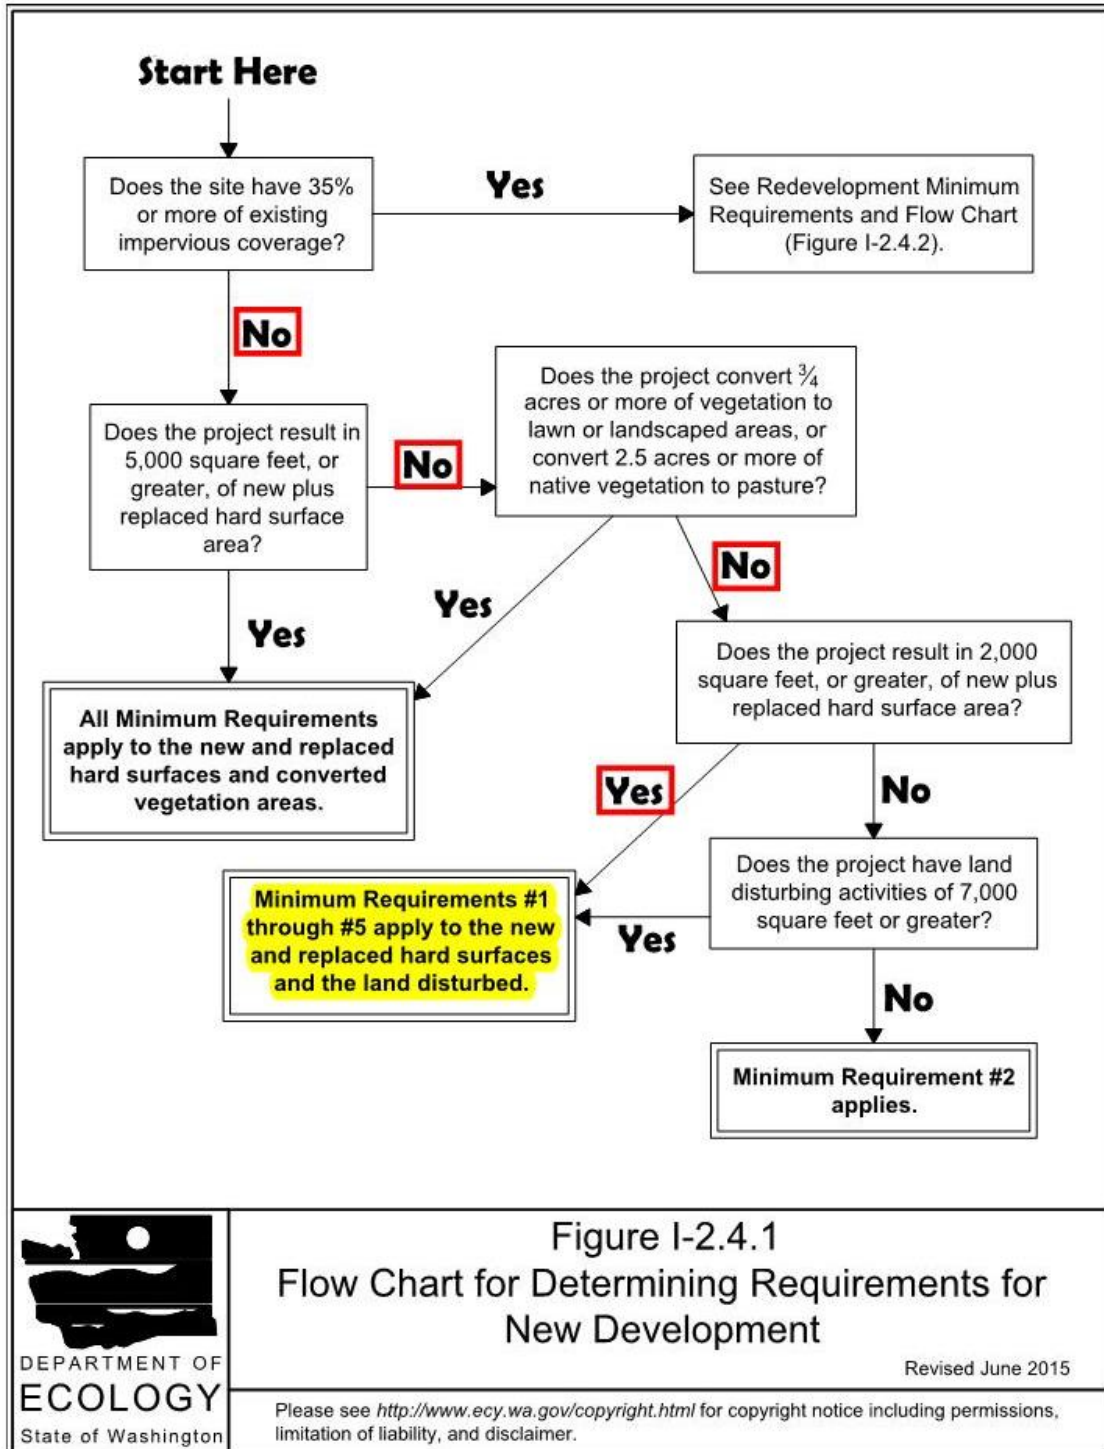 Start Here
Does the site have 35%
or more of existing
impervious coverage?
Yes
See Redevelopment Minimum
Requirements and Flow Chart
(Figure I-2.4.2).
No
Does the project result in
5,000 square feet, or
greater, of new plus
replaced hard surface
area?
No
Does the project convert ¾
acres or more of vegetation to
lawn or landscaped areas, or
convert 2.5 acres or more of
native vegetation to pasture?
Yes
Yes
No
All Minimum Requirements
apply to the new and replaced
hard surfaces and converted
vegetation areas.
Does the project result in 2,000
square feet, or greater, of new plus
replaced hard surface area?
Yes
No
Minimum Requirements #1
through #5 apply to the new
and replaced hard surfaces
and the land disturbed.
Yes
Does the project have land
disturbing activities of 7,000
square feet or greater?
No
Minimum Requirement #2
applies.
DEPARTMENT OF
ECOLOGY
State of Washington
Figure I-2.4.1
Flow Chart for Determining Requirements for
New Development
Revised June 2015
Please see http://www.ecy.wa.gov/copyright.html for copyright notice including permissions,
limitation of liability, and disclaimer.